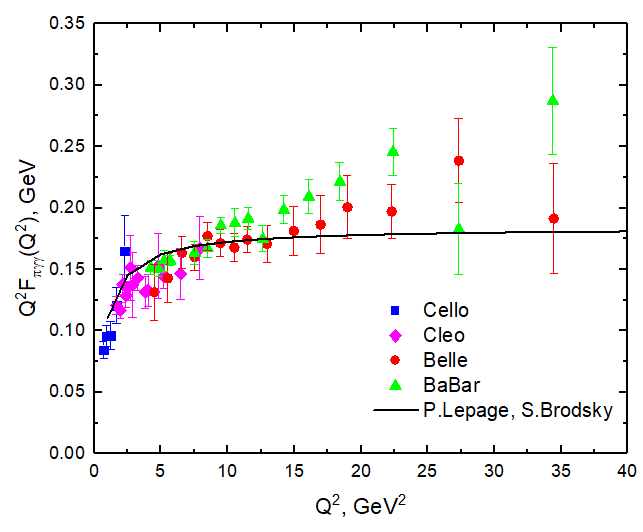 0.35
0.30
0.25
0.20
0.15
0.10
0.05
0.00
Q²Fπγγ(Q²), GeV
Cello
Cleo
Belle
BaBar
P.Lepage, S.Brodsky
0 5 10 15 20 25 30 35 40
Q², GeV²